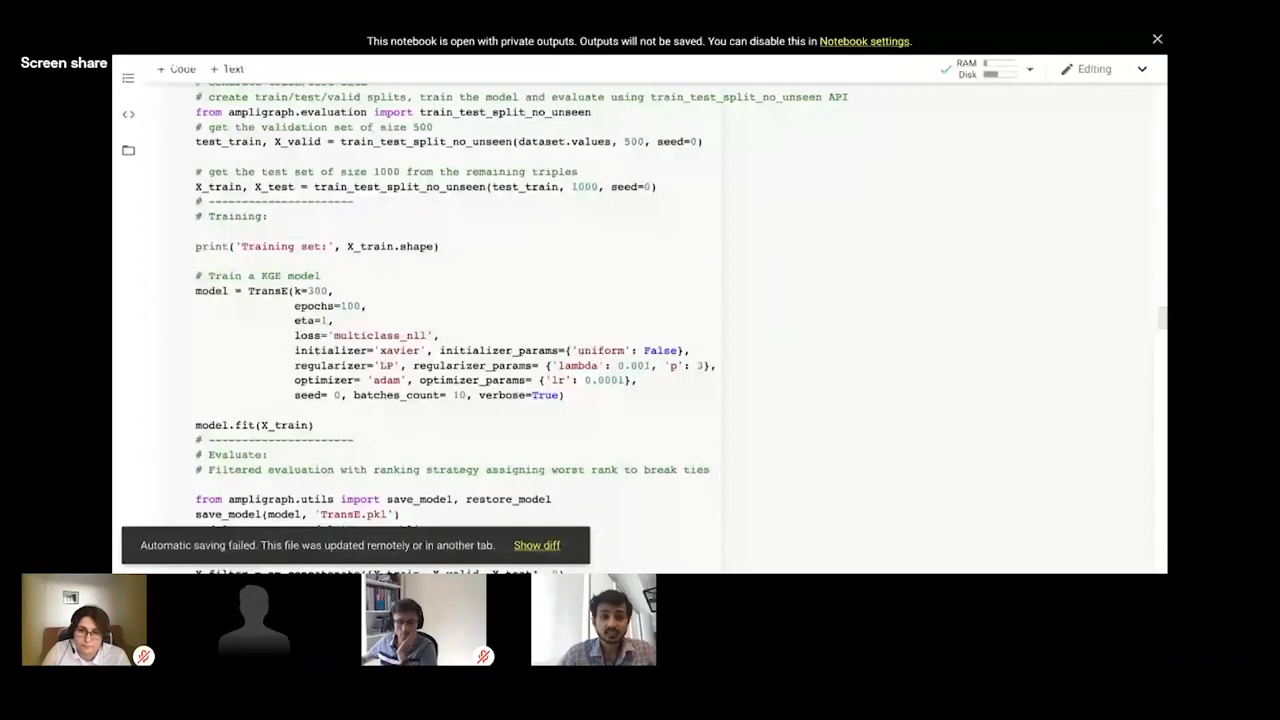 This notebook is open with private outputs. Outputs will not be saved. You can disable this in Notebook settings.
Screen share
+ Code + Text
RAM
Disk
Editing
# create train/test/valid splits, train the model and evaluate using train_test_split_no_unseen API
from ampligraph.evaluation import train_test_split_no_unseen
# get the validation set of size 500
test_train, X_valid = train_test_split_no_unseen(dataset.values, 500, seed=0)
# get the test set of size 1000 from the remaining triples
X_train, X_test = train_test_split_no_unseen(test_train, 1000, seed=0)
# ----------------------
# Training:
print('Training set:', X_train.shape)
# Train a KGE model
model = TransE(k=300,
epochs=100,
eta=1,
loss='multiclass_nll',
initializer='xavier', initializer_params={'uniform': False},
regularizer='LP', regularizer_params= {'lambda': 0.001, 'p': 3},
optimizer= 'adam', optimizer_params= {'lr': 0.0001},
seed= 0, batches_count= 10, verbose=True)
model.fit(X_train)
# ----------------------
# Evaluate:
# Filtered evaluation with ranking strategy assigning worst rank to break ties
from ampligraph.utils import save_model, restore_model
save_model(model, 'TransE.pkl')
Automatic saving failed. This file was updated remotely or in another tab. Show diff